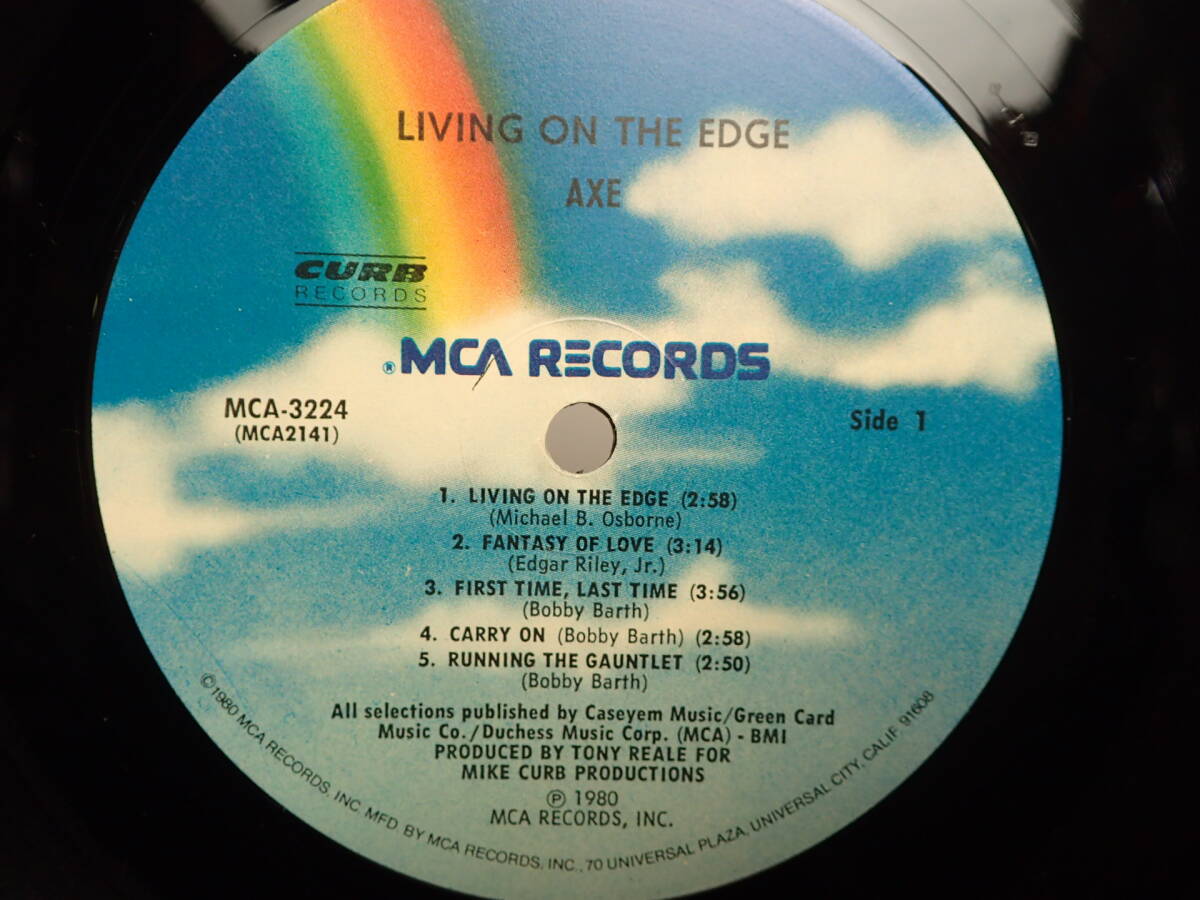 LIVING ON THE EDGE
AXE
CURB
RECORDS
®MCA RECORDS
MCA-3224
(MCA2141)
Side 1
1. LIVING ON THE EDGE (2:58)
(Michael B. Osborne)
2. FANTASY OF LOVE (3:14)
(Edgar Riley, Jr.)
3. FIRST TIME, LAST TIME (3:56)
(Bobby Barth)
4. CARRY ON (Bobby Barth) (2:58)
5. RUNNING THE GAUNTLET (2:50)
(Bobby Barth)
All selections published by Caseyem Music/Green Card
Music Co./Duchess Music Corp. (MCA) - BMI
PRODUCED BY TONY REALE FOR
MIKE CURB PRODUCTIONS
℗ 1980
MCA RECORDS, INC.
©1980 MCA RECORDS, INC. MFD. BY MCA RECORDS, INC., 70 UNIVERSAL PLAZA, UNIVERSAL CITY, CALIF. 91608